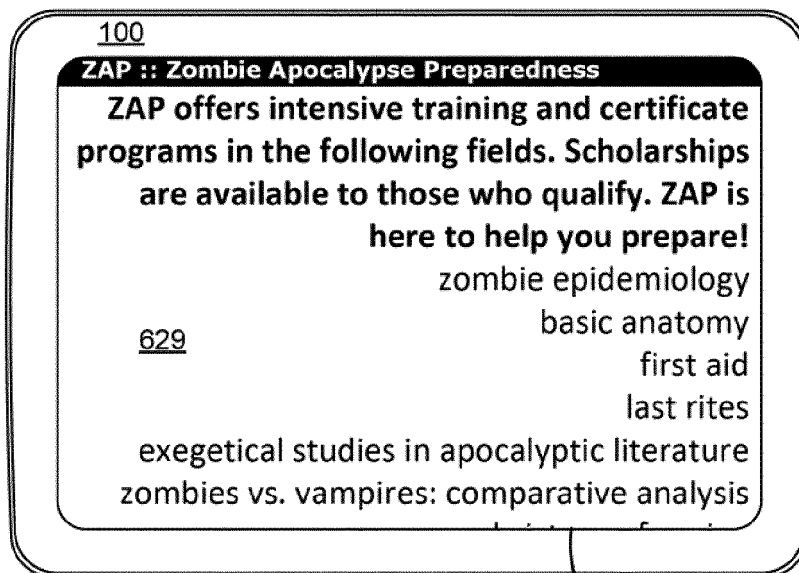 100
ZAP :: Zombie Apocalypse Preparedness
ZAP offers intensive training and certificate
programs in the following fields. Scholarships
are available to those who qualify. ZAP is
here to help you prepare!
zombie epidemiology
basic anatomy
629
first aid
last rites
exegetical studies in apocalyptic literature
zombies vs. vampires: comparative analysis